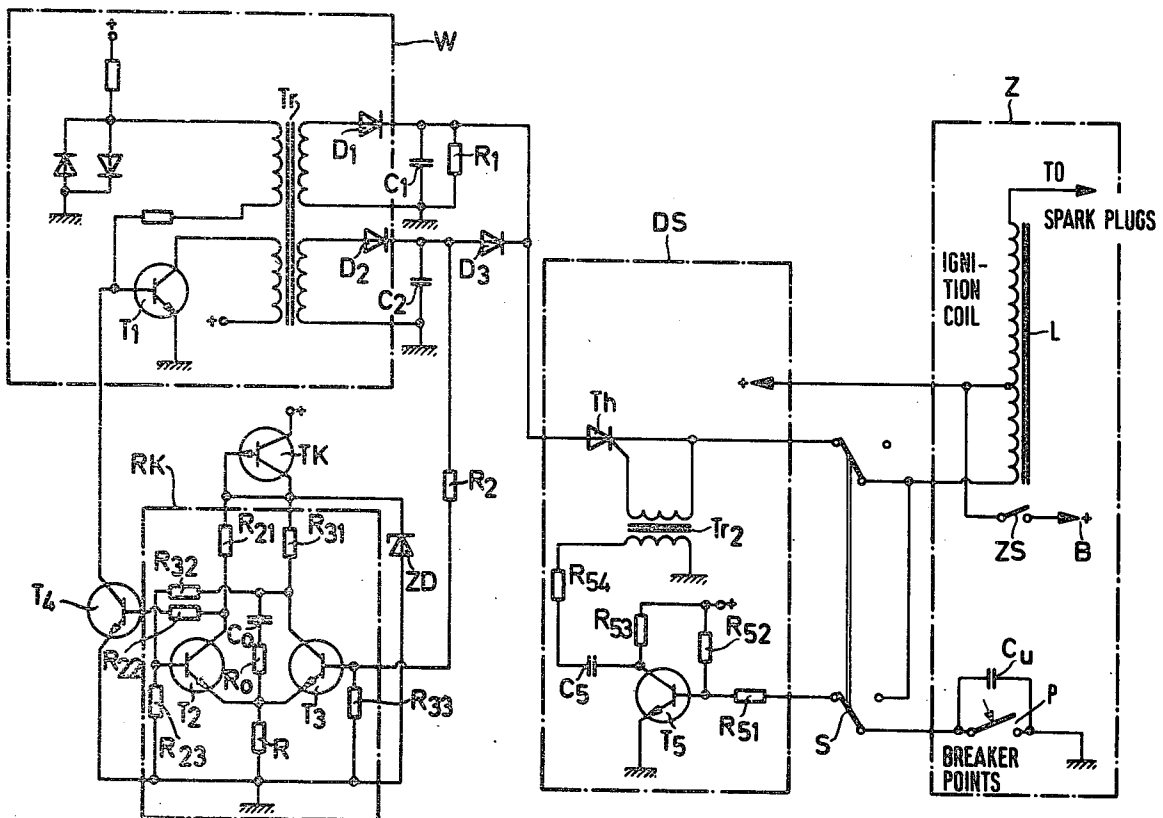 +
W
Z
Tr
D1
C1
R1
TO
SPARK PLUGS
DS
D2
C2
D3
IGNI-
TION
COIL
L
T1
+
+
Th
+
TK
RK
R2
R21
R31
ZD
Tr2
ZS
+
B
R32
T4
R54
R53
+
R52
C0
R22
R0
Cu
T2
T3
R33
C5
R51
P
R23
R
T5
S
BREAKER
POINTS